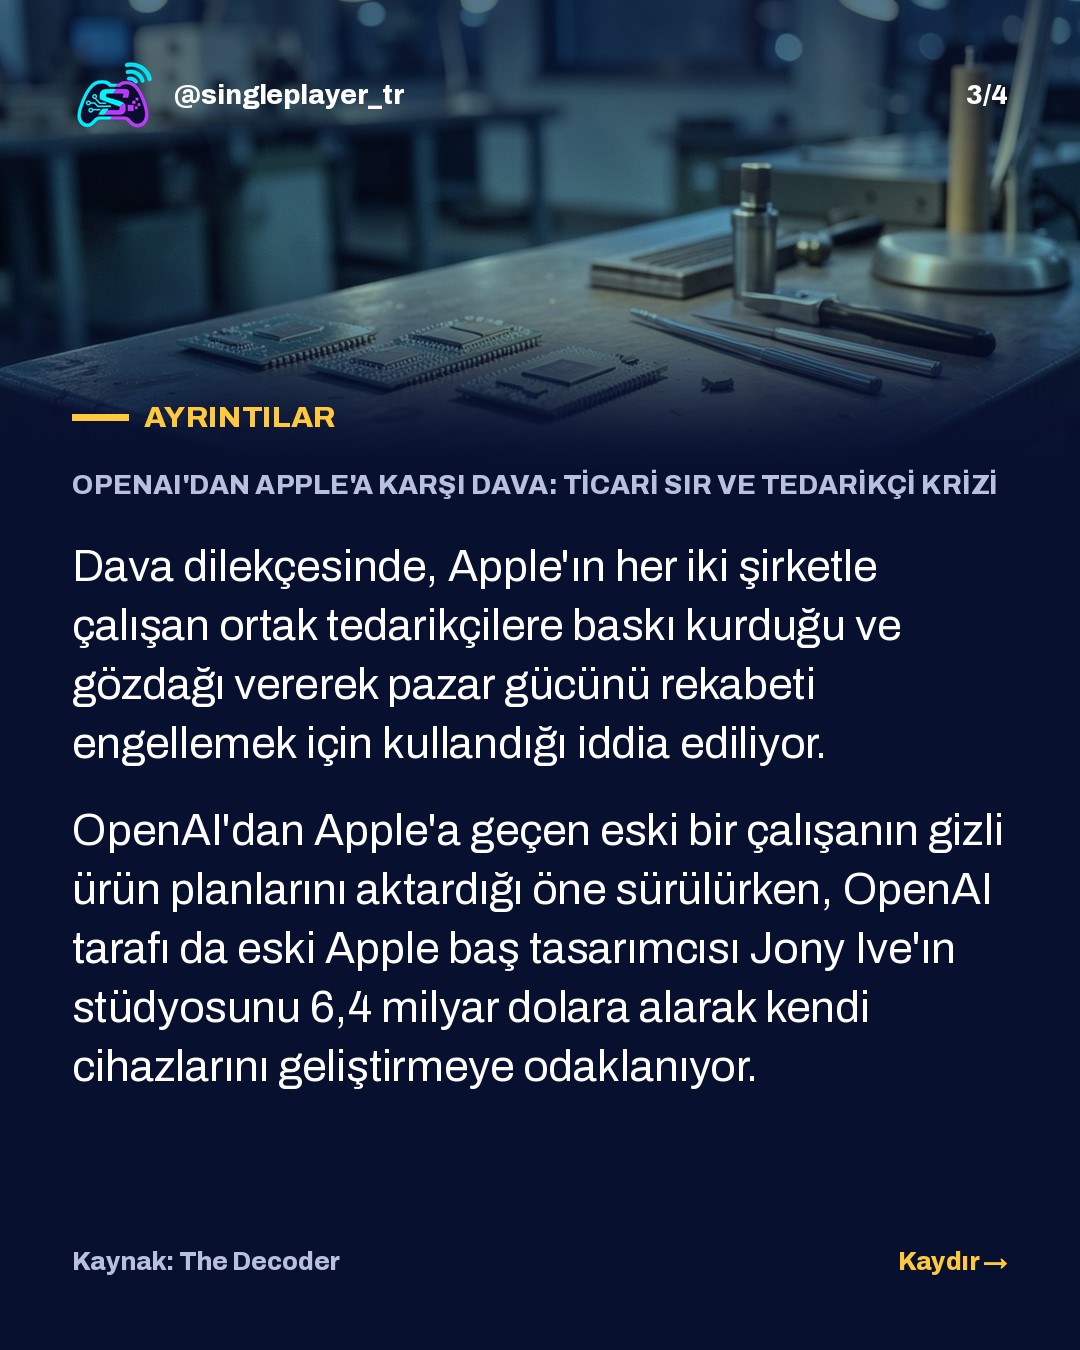 @singleplayer_tr
3/4
AYRINTILAR
OPENAI'DAN APPLE'A KARŞI DAVA: TİCARİ SIR VE TEDARİKÇİ KRİZİ
Dava dilekçesinde, Apple'ın her iki şirketle
çalışan ortak tedarikçilere baskı kurduğu ve
gözdağı vererek pazar gücünü rekabeti
engellemek için kullandığı iddia ediliyor.
OpenAI'dan Apple'a geçen eski bir çalışanın gizli
ürün planlarını aktardığı öne sürülürken, OpenAI
tarafı da eski Apple baş tasarımcısı Jony Ive'ın
stüdyosunu 6,4 milyar dolara alarak kendi
cihazlarını geliştirmeye odaklanıyor.
Kaynak: The Decoder
Kaydır→